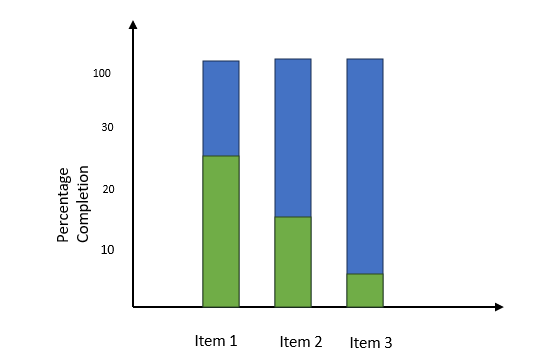 100
30
20
10
Percentage
Completion
Item 1
Item 2
Item 3